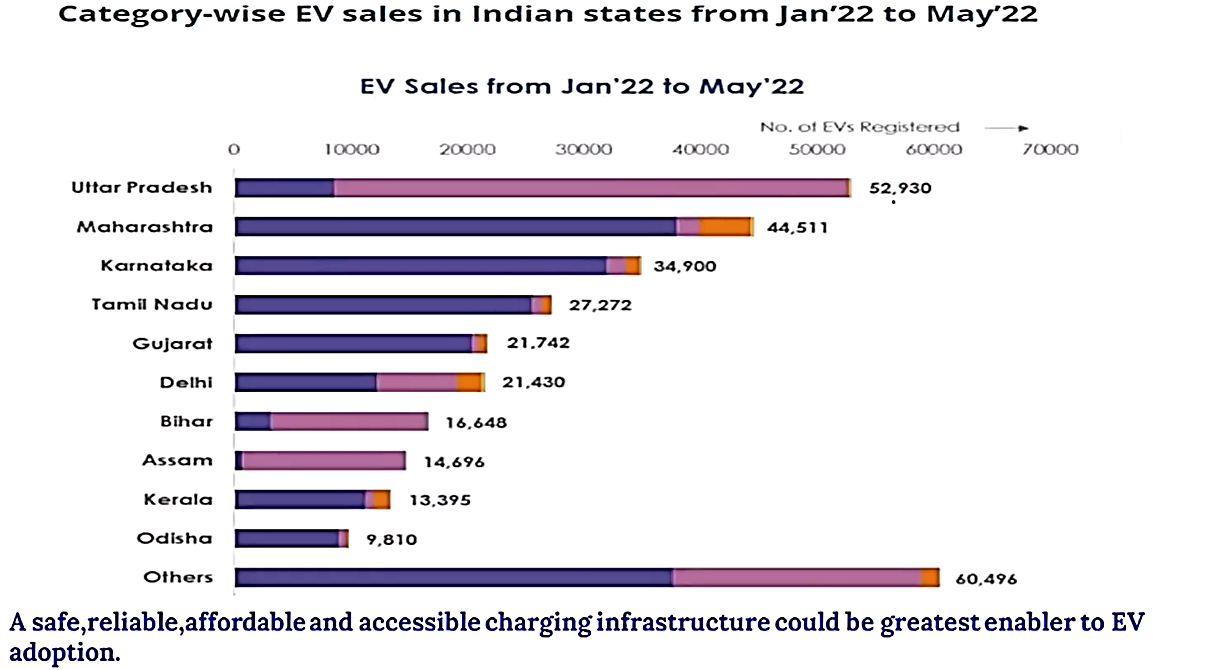 Category-wise EV sales in Indian states from Jan’22 to May’22
EV Sales from Jan'22 to May'22
No. of EVs Registered
0 10000 20000 30000 40000 50000 60000 70000
Uttar Pradesh 52,930
Maharashtra 44,511
Karnataka 34,900
Tamil Nadu 27,272
Gujarat 21,742
Delhi 21,430
Bihar 16,648
Assam 14,696
Kerala 13,395
Odisha 9,810
Others 60,496
A safe,reliable,affordable and accessible charging infrastructure could be greatest enabler to EV
adoption.